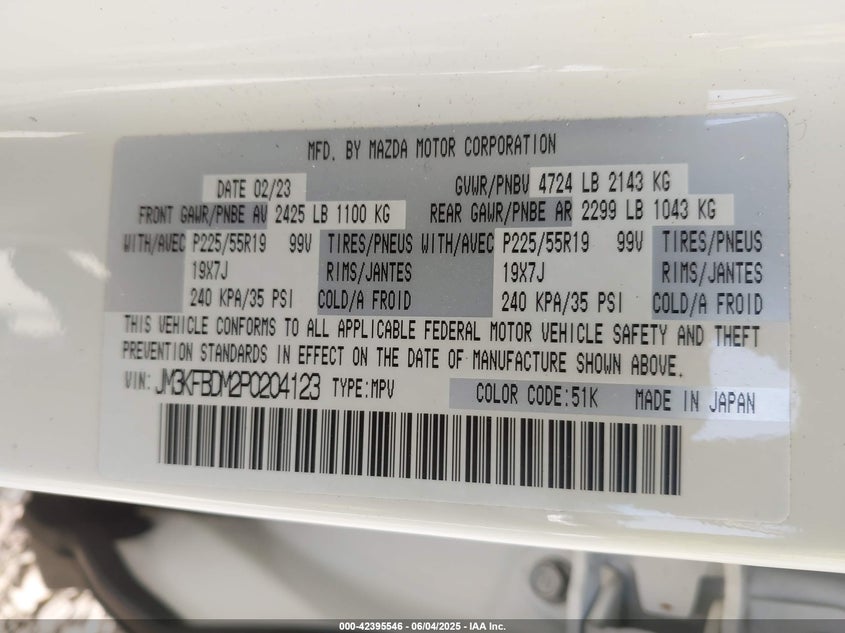 MFD. BY MAZDA MOTOR CORPORATION
DATE 02/23 GVWR/PNBV 4724 LB 2143 KG
FRONT GAWR/PNBE AV 2425 LB 1100 KG REAR GAWR/PNBE AR 2299 LB 1043 KG
WITH/AVEC P225/55R19 99V TIRES/PNEUS WITH/AVEC P225/55R19 99V TIRES/PNEUS
19X7J RIMS/JANTES 19X7J RIMS/JANTES
240 KPA/35 PSI COLD/A FROID 240 KPA/35 PSI COLD/A FROID
THIS VEHICLE CONFORMS TO ALL APPLICABLE FEDERAL MOTOR VEHICLE SAFETY AND THEFT
PREVENTION STANDARDS IN EFFECT ON THE DATE OF MANUFACTURE SHOWN ABOVE.
VIN: JM3KFBDM2P0204123 TYPE:MPV COLOR CODE:51K MADE IN JAPAN
000-42395546 - 06/04/2025 - IAA Inc.